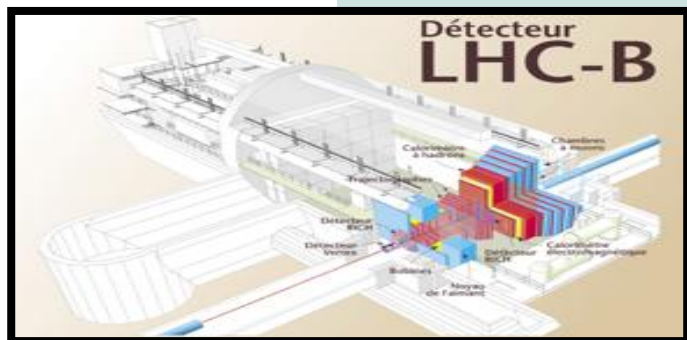 Détecteur
LHC-B
Chambres
à muons
Calorimètre
à hadrons
Trajectographes
Détecteur
RICH
Détecteur
Vertex
Bobines
Noyau
de l'aimant
Détecteur
RICH
Calorimètre
électromagnétique